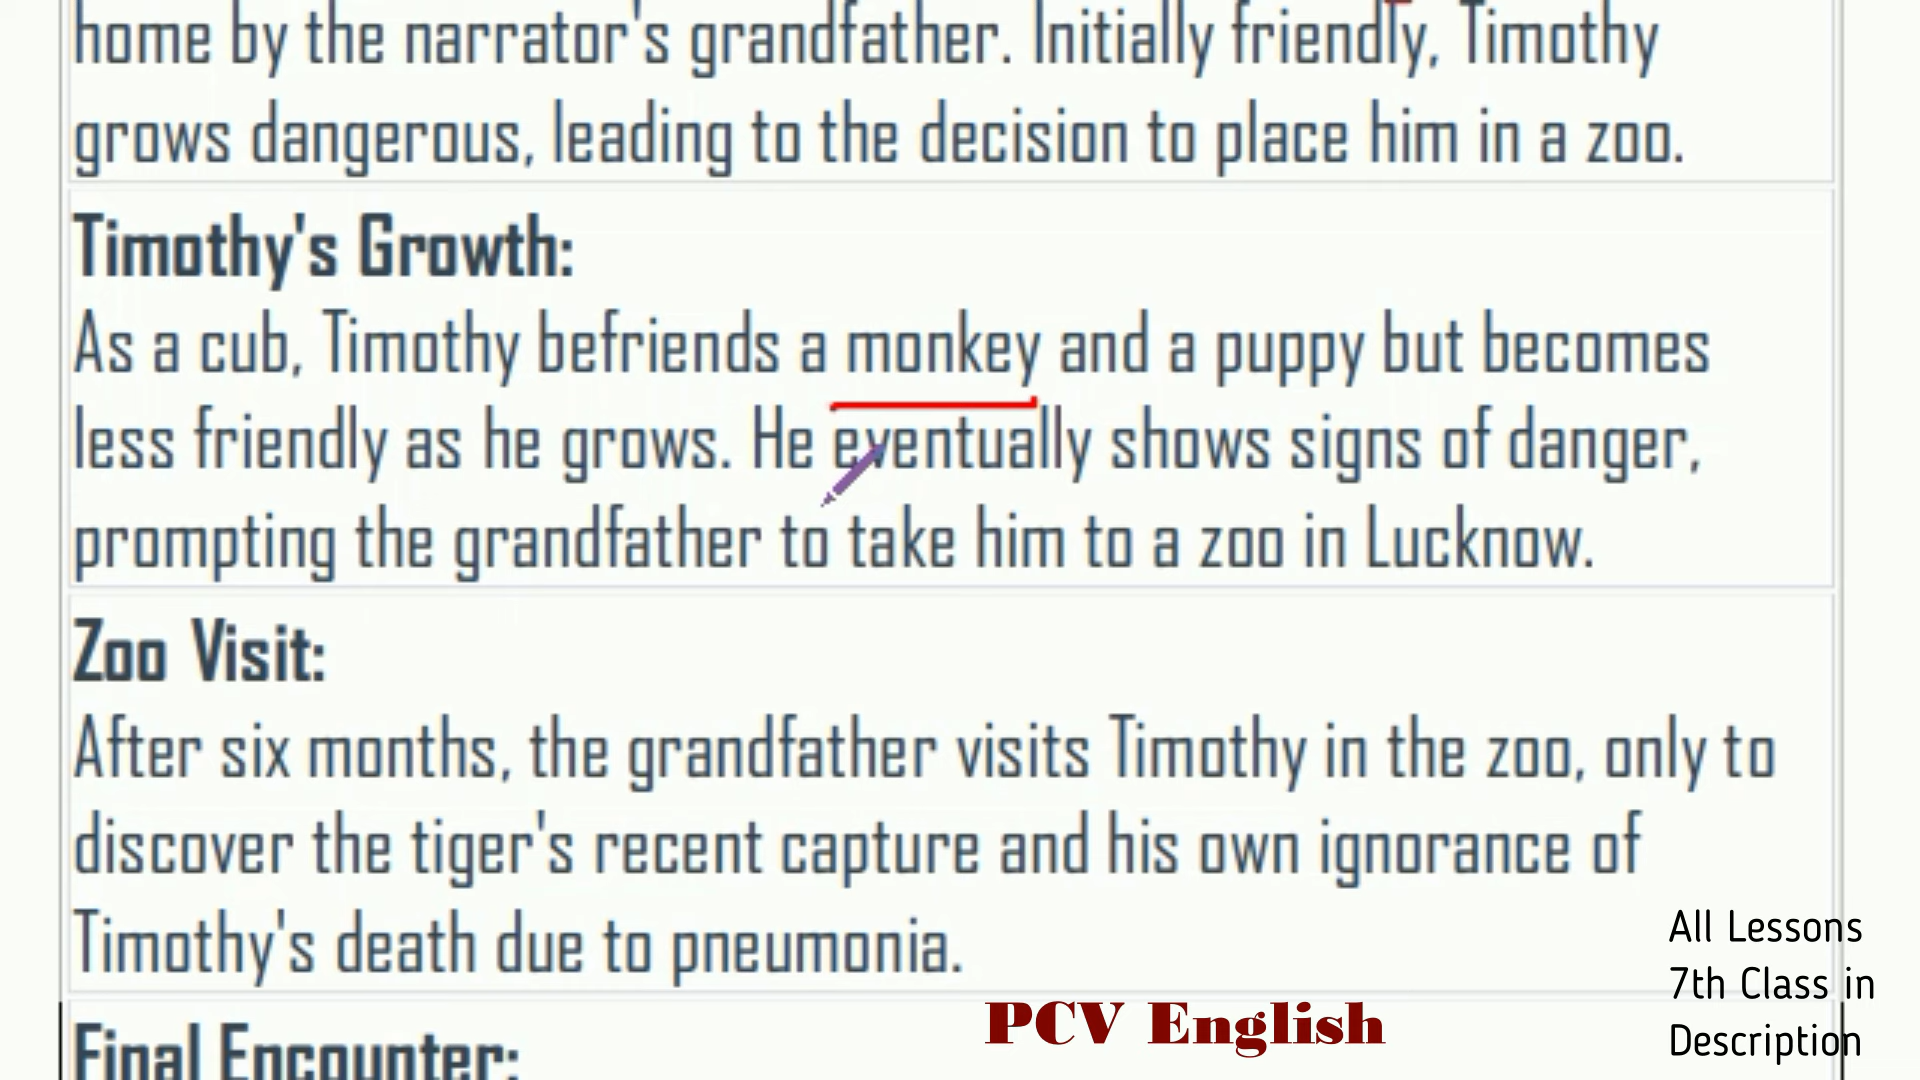 home by the narrator's grandfather. Initially friendly, Timothy
grows dangerous, leading to the decision to place him in a zoo.
Timothy's Growth:
As a cub, Timothy befriends a monkey and a puppy but becomes
less friendly as he grows. He eventually shows signs of danger,
prompting the grandfather to take him to a zoo in Lucknow.
Zoo Visit:
After six months, the grandfather visits Timothy in the zoo, only to
discover the tiger's recent capture and his own ignorance of
Timothy's death due to pneumonia.
Final Encounter:
PCV English
All Lessons
7th Class in
Description